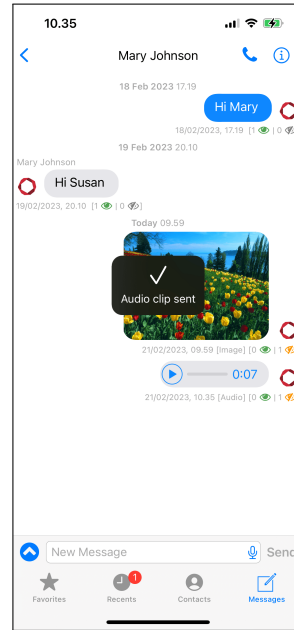 10.35
Mary Johnson
18 Feb 2023 17.19
Hi Mary
18/02/2023, 17.19 [1 | 0
19 Feb 2023 20.10
Mary Johnson
Hi Susan
19/02/2023, 20.10 [1 | 0 ]
Today 09.59
Audio clip sent
21/02/2023, 09.59 [Image] [0 | 1
0:07
21/02/2023, 10.35 [Audio] [0 | 1
New Message
Send
1
Favorites
Recents
Contacts
Messages